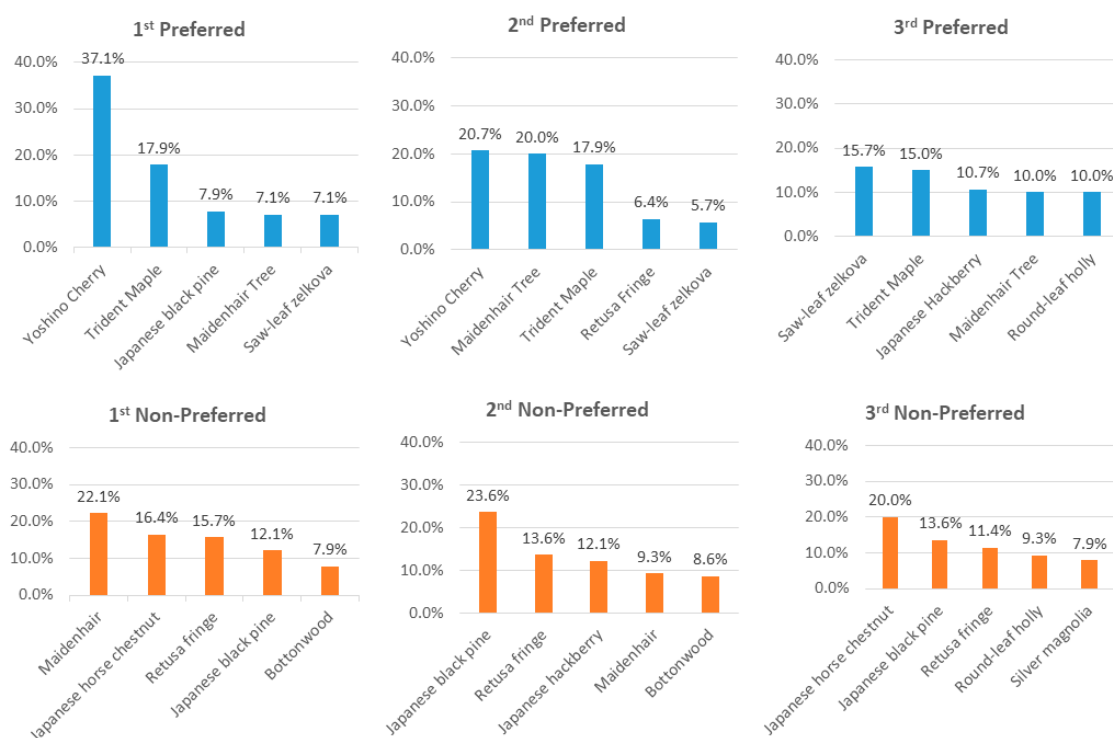 1st Preferred
40.0%
30.0%
20.0%
10.0%
0.0%
37.1%
17.9%
7.9%
7.1%
7.1%
Yoshino Cherry
Trident Maple
Japanese black pine
Maidenhair Tree
Saw-leaf zelkova
2nd Preferred
40.0%
30.0%
20.0%
10.0%
0.0%
20.7%
20.0%
17.9%
6.4%
5.7%
Yoshino Cherry
Maidenhair Tree
Trident Maple
Retusa Fringe
Saw-leaf zelkova
3rd Preferred
40.0%
30.0%
20.0%
10.0%
0.0%
15.7%
15.0%
10.7%
10.0%
10.0%
Saw-leaf zelkova
Trident Maple
Japanese Hackberry
Maidenhair Tree
Round-leaf holly
1st Non-Preferred
40.0%
30.0%
20.0%
10.0%
0.0%
22.1%
16.4%
15.7%
12.1%
7.9%
Maidenhair
Japanese horse chestnut
Retusa fringe
Japanese black pine
Bottonwood
2nd Non-Preferred
40.0%
30.0%
20.0%
10.0%
0.0%
23.6%
13.6%
12.1%
9.3%
8.6%
Japanese black pine
Retusa fringe
Japanese hackberry
Maidenhair
Bottonwood
3rd Non-Preferred
40.0%
30.0%
20.0%
10.0%
0.0%
20.0%
13.6%
11.4%
9.3%
7.9%
Japanese horse chestnut
Japanese black pine
Retusa fringe
Round-leaf holly
Silver magnolia